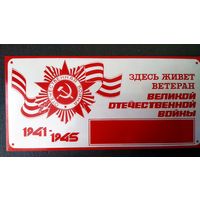 ЗДЕСЬ ЖИВЕТ
ВЕТЕРАН
ВЕЛИКОЙ
ОТЕЧЕСТВЕННОЙ
ВОЙНЫ
1941-1945